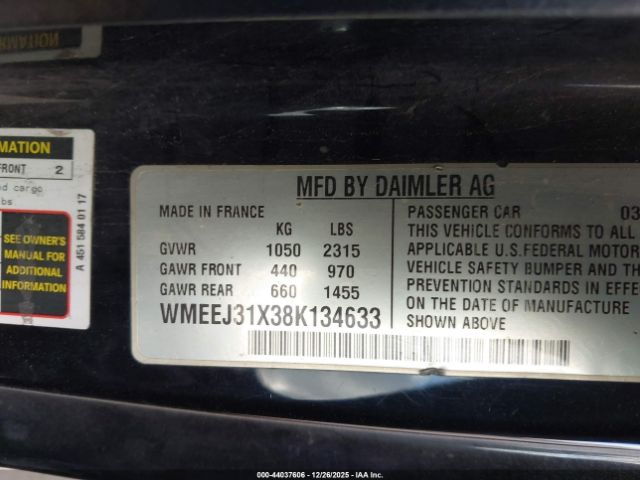 RMATION
FRONT 2
nd cargo
bs
SEE OWNER'S
MANUAL FOR
ADDITIONAL
INFORMATION
A 451 584 01 17
MFD BY DAIMLER AG
MADE IN FRANCE
KG LBS
GVWR 1050 2315
GAWR FRONT 440 970
GAWR REAR 660 1455
WMEEJ31X38K134633
PASSENGER CAR 03
THIS VEHICLE CONFORMS TO ALL
APPLICABLE U.S.FEDERAL MOTOR
VEHICLE SAFETY BUMPER AND THE
PREVENTION STANDARDS IN EFFE
ON THE DATE OF MANUFACTURE
SHOWN ABOVE
000-44037606 - 12/26/2025 - IAA Inc.